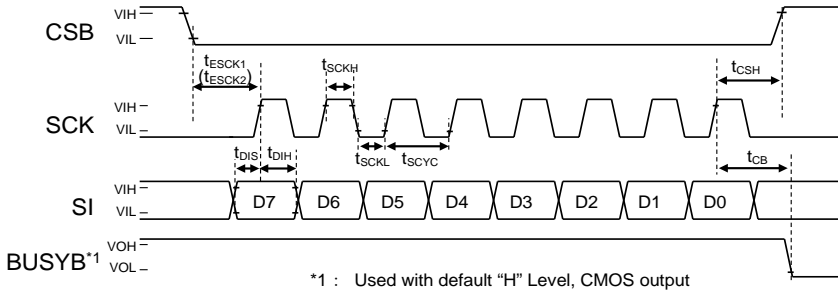 CSB
VIH
VIL
tESCK1
(tESCK2)
tSCKH
tCSH
SCK
VIH
VIL
tDIS
tDIH
tSCKL
tSCYC
tCB
SI
VIH
VIL
D7
D6
D5
D4
D3
D2
D1
D0
BUSYB*1
VOH
VOL
*1 : Used with default “H” Level, CMOS output